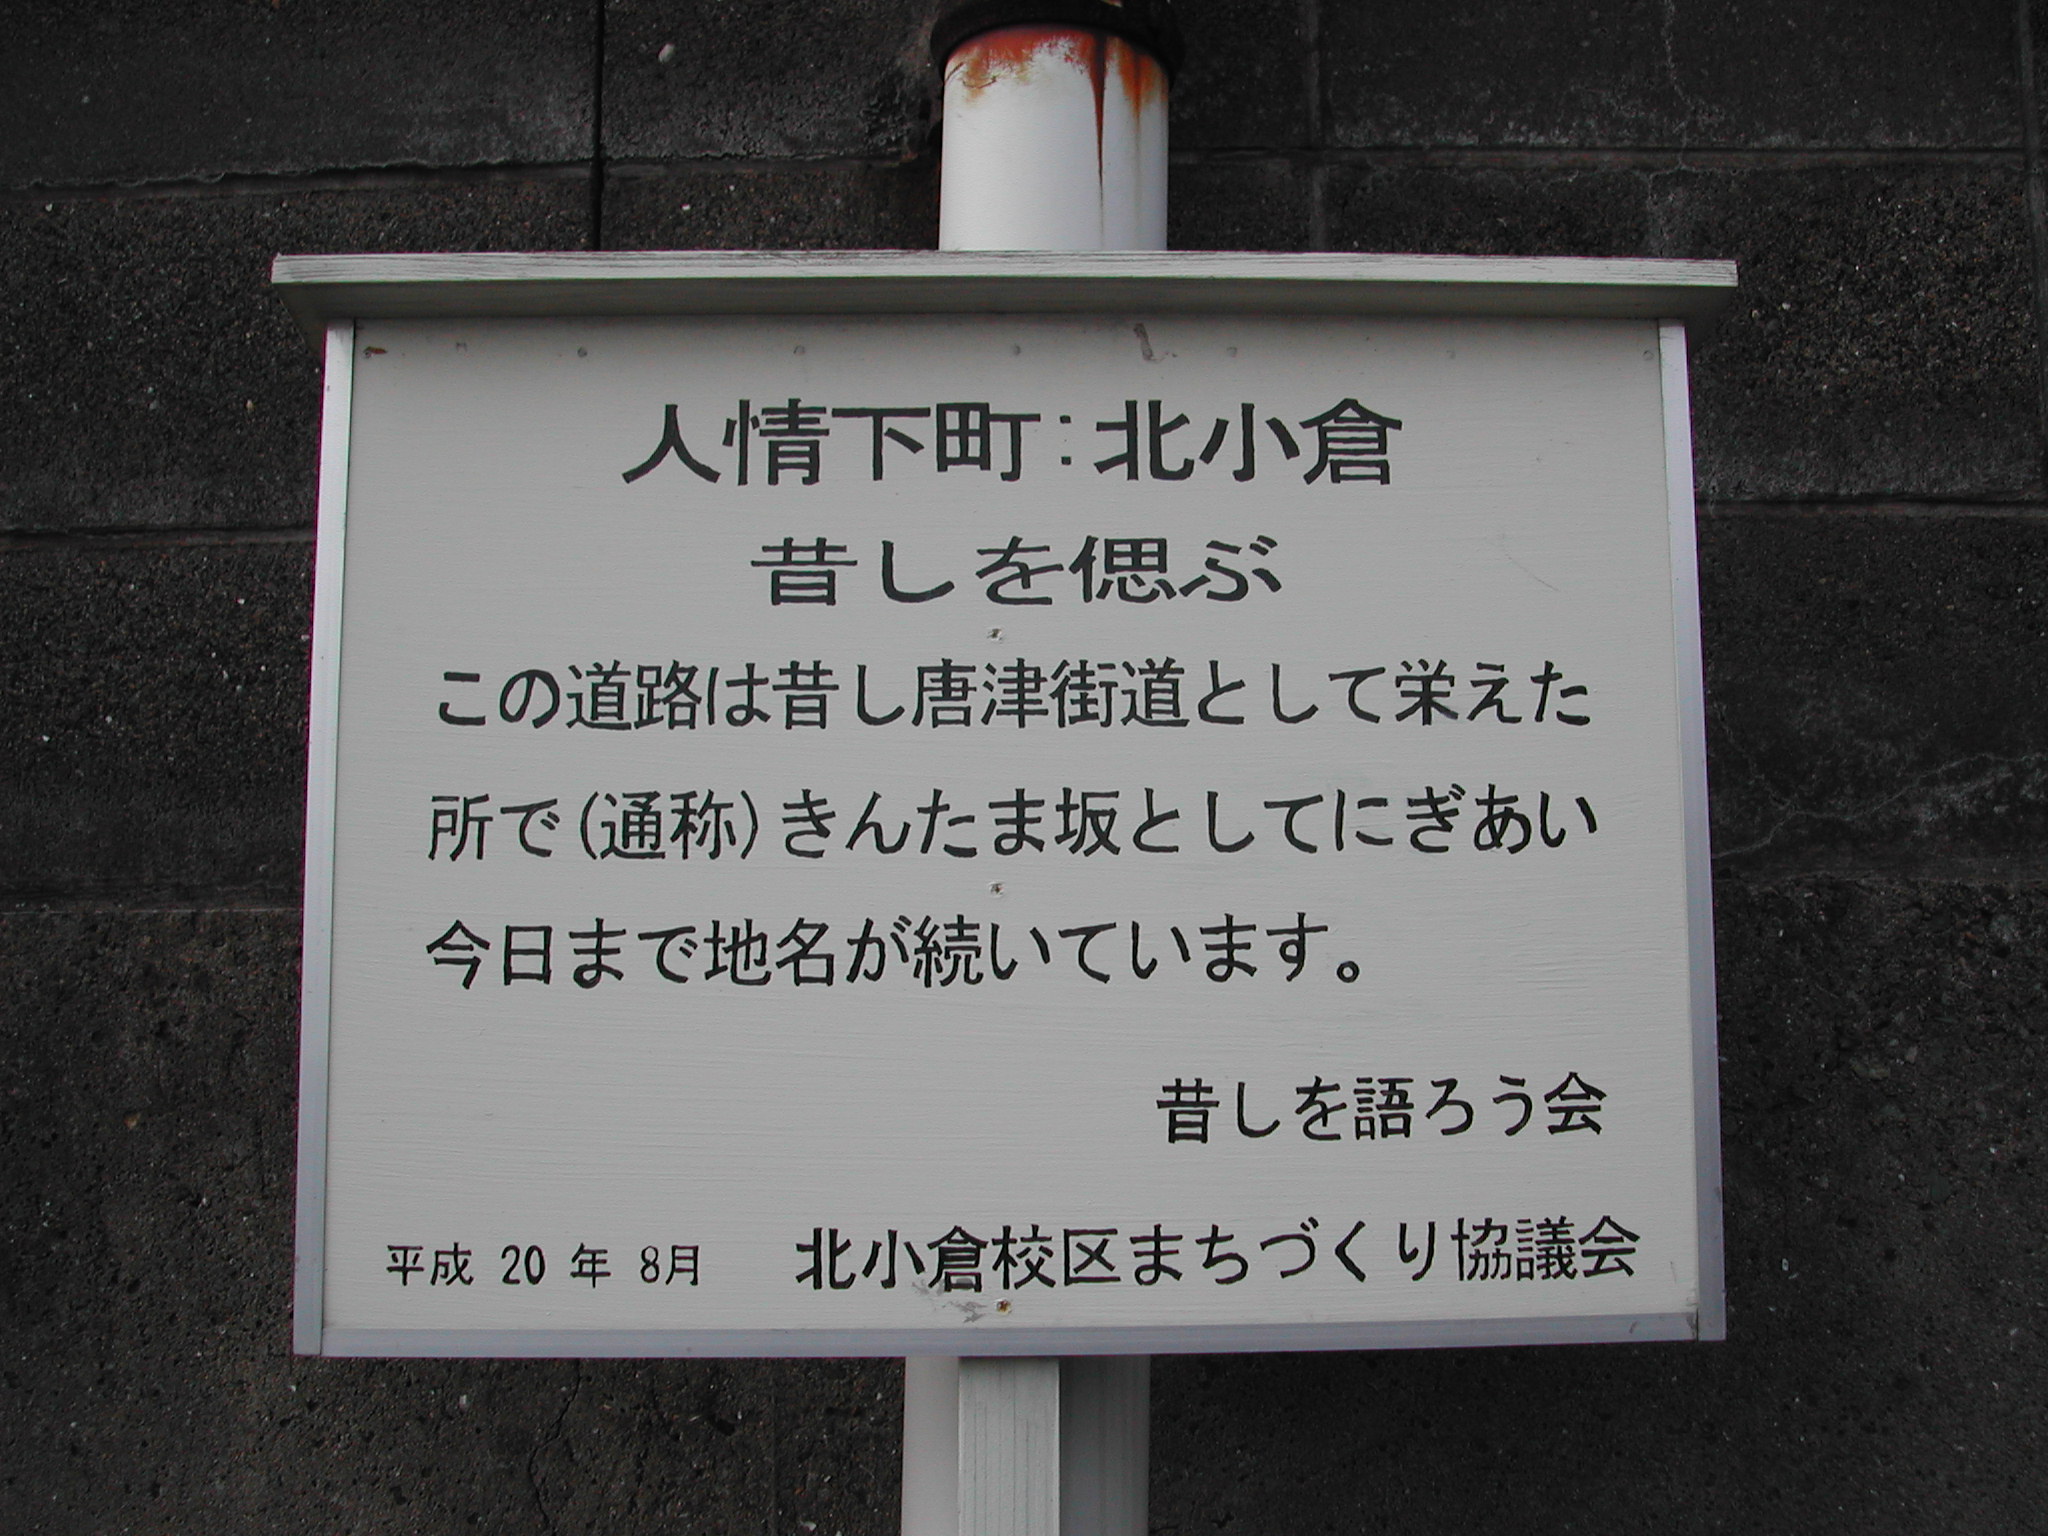 人情下町:北小倉
昔しを偲ぶ
この道路は昔し唐津街道として栄えた
所で(通称)きんたま坂としてにぎあい
今日まで地名が続いています。
昔しを語ろう会
平成 20 年 8月 北小倉校区まちづくり協議会